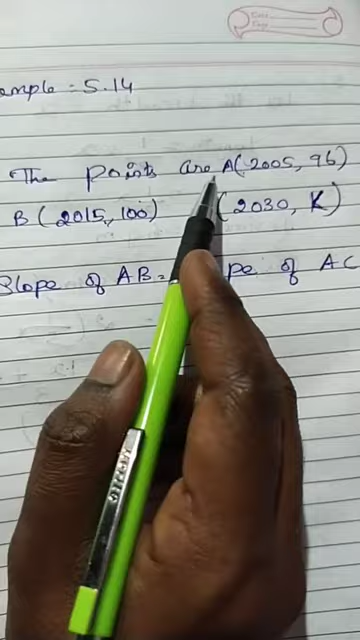 ample : 5.14
The points are A(2005, 96)
B (2015, 100) (2030, K)
Slope of AB = pe of AC